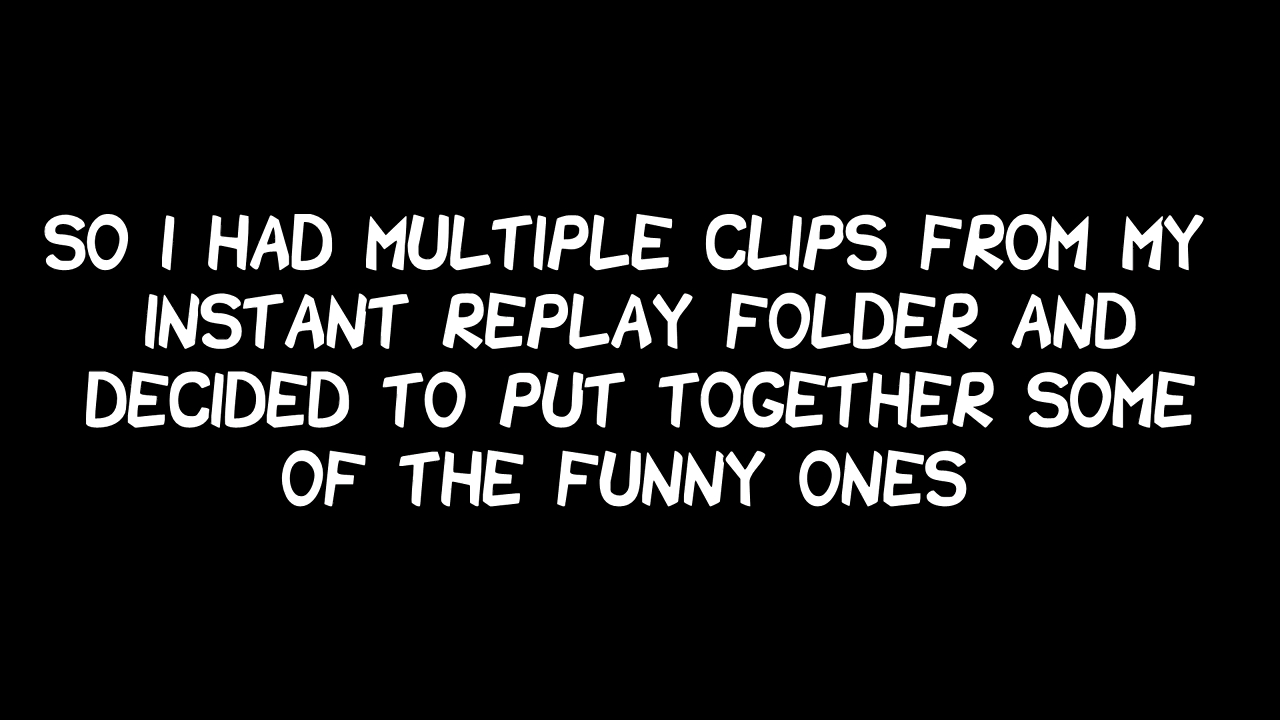 SO I HAD MULTIPLE CLIPS FROM MY
INSTANT REPLAY FOLDER AND
DECIDED TO PUT TOGETHER SOME
OF THE FUNNY ONES